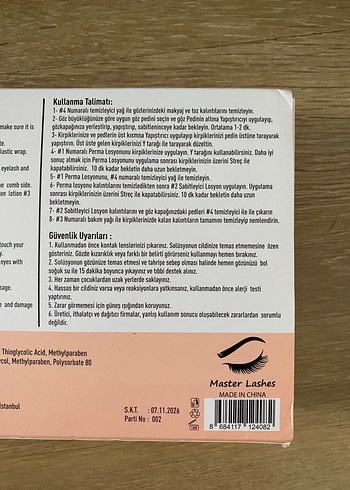 make sure it is
te.
lastic wrap.
eyelash and
he comb side.
on lotion #3
touch your
eyes with
sage.
e and damage
Kullanma Talimatı:
1- #4 Numaralı temizleyici yağ ile gözlerinizdeki makyaj ve toz kalıntılarını temizleyin.
2- Göz büyüklüğünüze göre uygun göz pedini seçin ve göz Pedinin altına Yapıştırıcıyı uygulayıp,
gözkapağınıza yerleştirip, yapıştırıp, sabitleninceye kadar bekleyin. Ortalama 1-2 dk.
3- Kirpiklerinize ve pedlerin üst kısmına Yapıştırıcı uygulayıp kirpiklerinizi pedin üstüne tarayarak
yapıştırın. Üst üste gelen kirpiklerinizi Y tarağı ile tarayarak düzeltin.
4- #1 Numaralı Perma Losyonunu kirpiklerinize uygulayın. Y tarağını kullanabilirsiniz. Daha iyi
sonuç almak için Perma Losyonunu uygulama sonrası kirpiklerinizin üzerini Streç ile
kapatabilirsiniz. 10 dk kadar bekletin daha uzun bekletmeyin.
5- #1 Perma Losyonunu, #4 numaralı temizleyici yağ ile temizleyin.
6- Perma losyonu kalıntılarını temizledikten sonra #2 Sabitleyici Losyon uygulayın. Uygulama
sonrası kirpiklerinizin üzerini Streç ile kapatabilirsiniz. 10 dk kadar bekletin daha uzun
bekletmeyin.
7- #2 Sabitleyici Losyon kalıntılarını ve göz kapağınızdaki pedleri #4 temizleyici ile ile çıkarın
8- #3 Numaralı bakım yağı ile kirpiklerinizde kalan kalıntıların tamamını temizleyip nemlendirin.
Güvenlik Uyarıları :
1. Kullanmadan önce kontak lenslerinizi çıkarınız. Solüsyonun cildinize temas etmemesine özen
gösteriniz. Gözde kızarıklık veya farklı bir belirti görürseniz kullanmayı hemen bırakınız.
2. Solüsyonun gözünüze temas etmesi ve tahrişe sebep olması halinde hemen gözünüzü bol
soğuk su ile 15 dakika boyunca yıkayınız ve tıbbi destek alınız.
3. Her zaman çocuklardan uzak yerlerde saklayınız.
4. Hassas bir cildiniz varsa veya reaksiyonlara yatkınsanız, kullanmadan önce alerji testi
yaptırınız.
5. Zarar görmemesi için güneş ışığından koruyunuz.
6. Üretici, ithalatçı ve dağıtıcı firmalar, yanlış kullanım sonucu oluşabilecek zararlardan sorumlu
değildir.
Thioglycolic Acid, Methylparaben
ycol, Methylparaben, Polysorbate 80
İstanbul
S.K.T. : 07.11.2026
Parti No : 002
Master Lashes
MADE IN CHINA
8 684117 124082